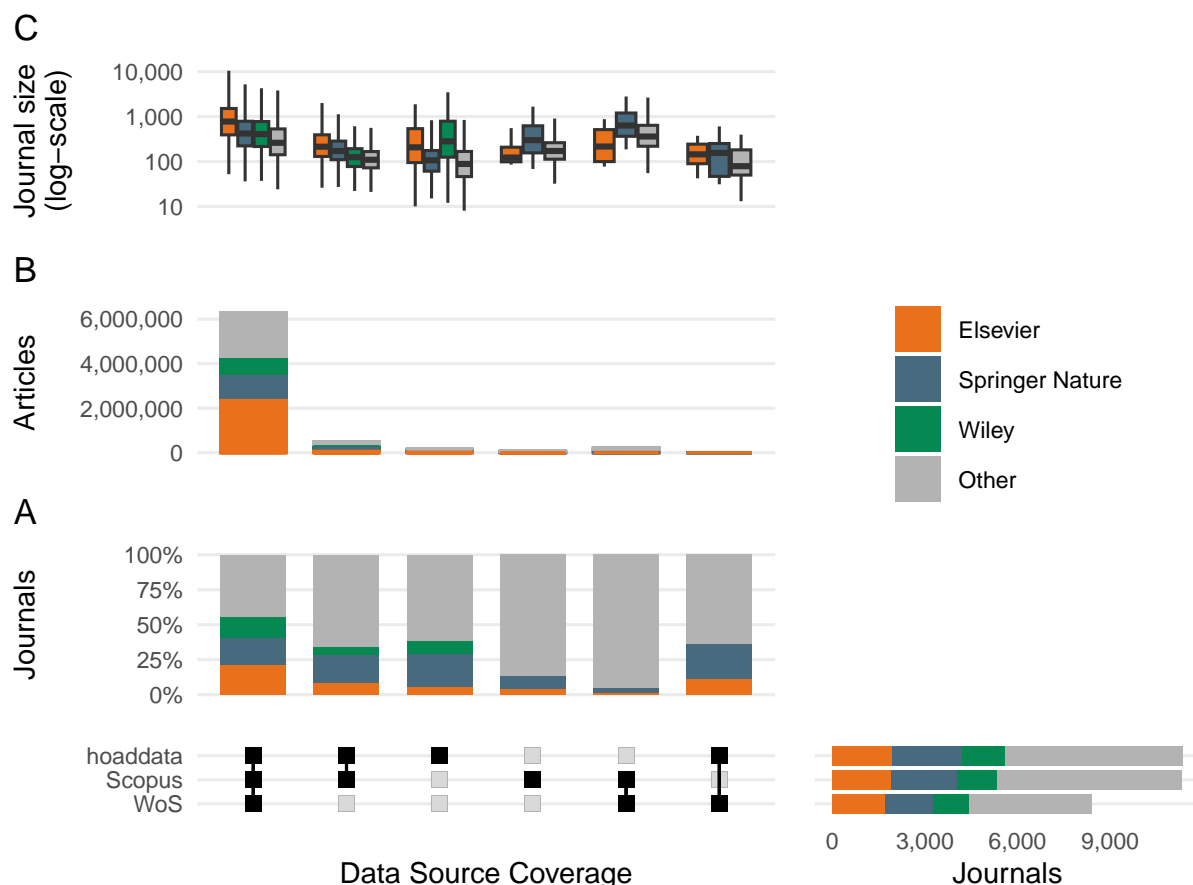 C
Journal size
(log−scale)
10,000
1,000
100
10
B
Articles
6,000,000
4,000,000
2,000,000
0
Elsevier
Springer Nature
Wiley
Other
A
Journals
100%
75%
50%
25%
0%
hoaddata
Scopus
WoS
Data Source Coverage
0 3,000 6,000 9,000
Journals